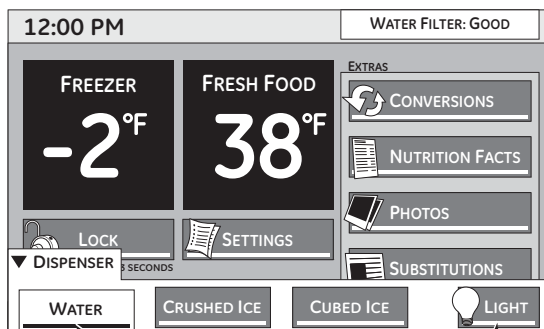 12:00 PM
WATER FILTER: GOOD
FREEZER
-2°F
FRESH FOOD
38°F
EXTRAS
CONVERSIONS
NUTRITION FACTS
PHOTOS
SUBSTITUTIONS
LOCK
3 SECONDS
SETTINGS
▼ DISPENSER
WATER
CRUSHED ICE
CUBED ICE
LIGHT